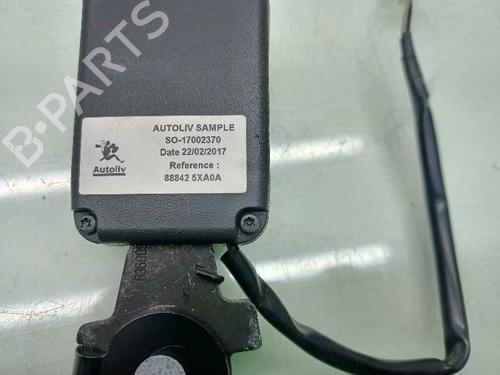 B-PARTS
AUTOLIV SAMPLE
SO-17002370
Date 22/02/2017
Reference :
88842 5XA0A
Autoliv